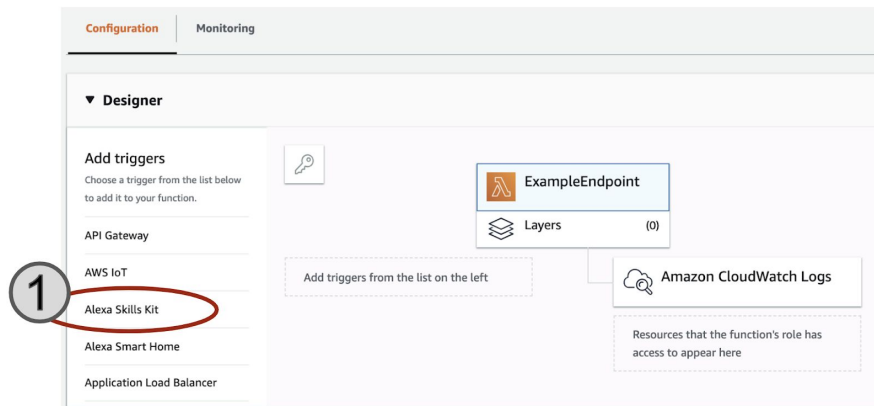 Configuration
Monitoring
▼ Designer
Add triggers
Choose a trigger from the list below
to add it to your function.
API Gateway
AWS IoT
1
Alexa Skills Kit
Alexa Smart Home
Application Load Balancer
ExampleEndpoint
Layers
(0)
Add triggers from the list on the left
Amazon CloudWatch Logs
Resources that the function's role has
access to appear here